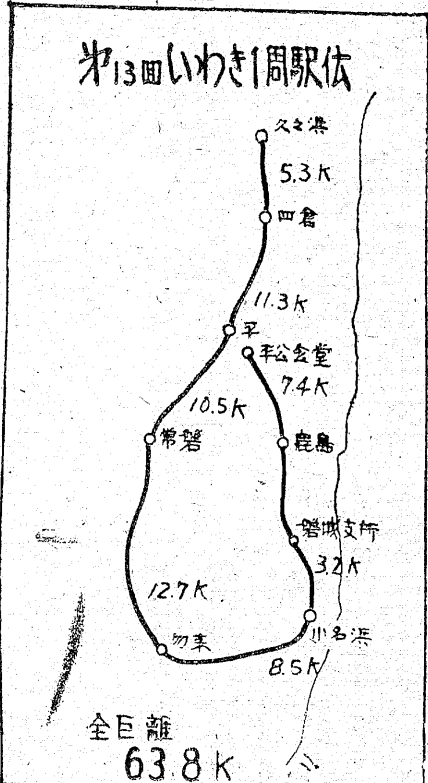 第13回いわき1周駅伝
久之浜
5.3K
四倉
11.3K
平
平公会堂
7.4K
10.5K
常磐
鹿島
磐城支所
3.2K
12.7K
小名浜
勿来
8.5K
全巨離
63.8K